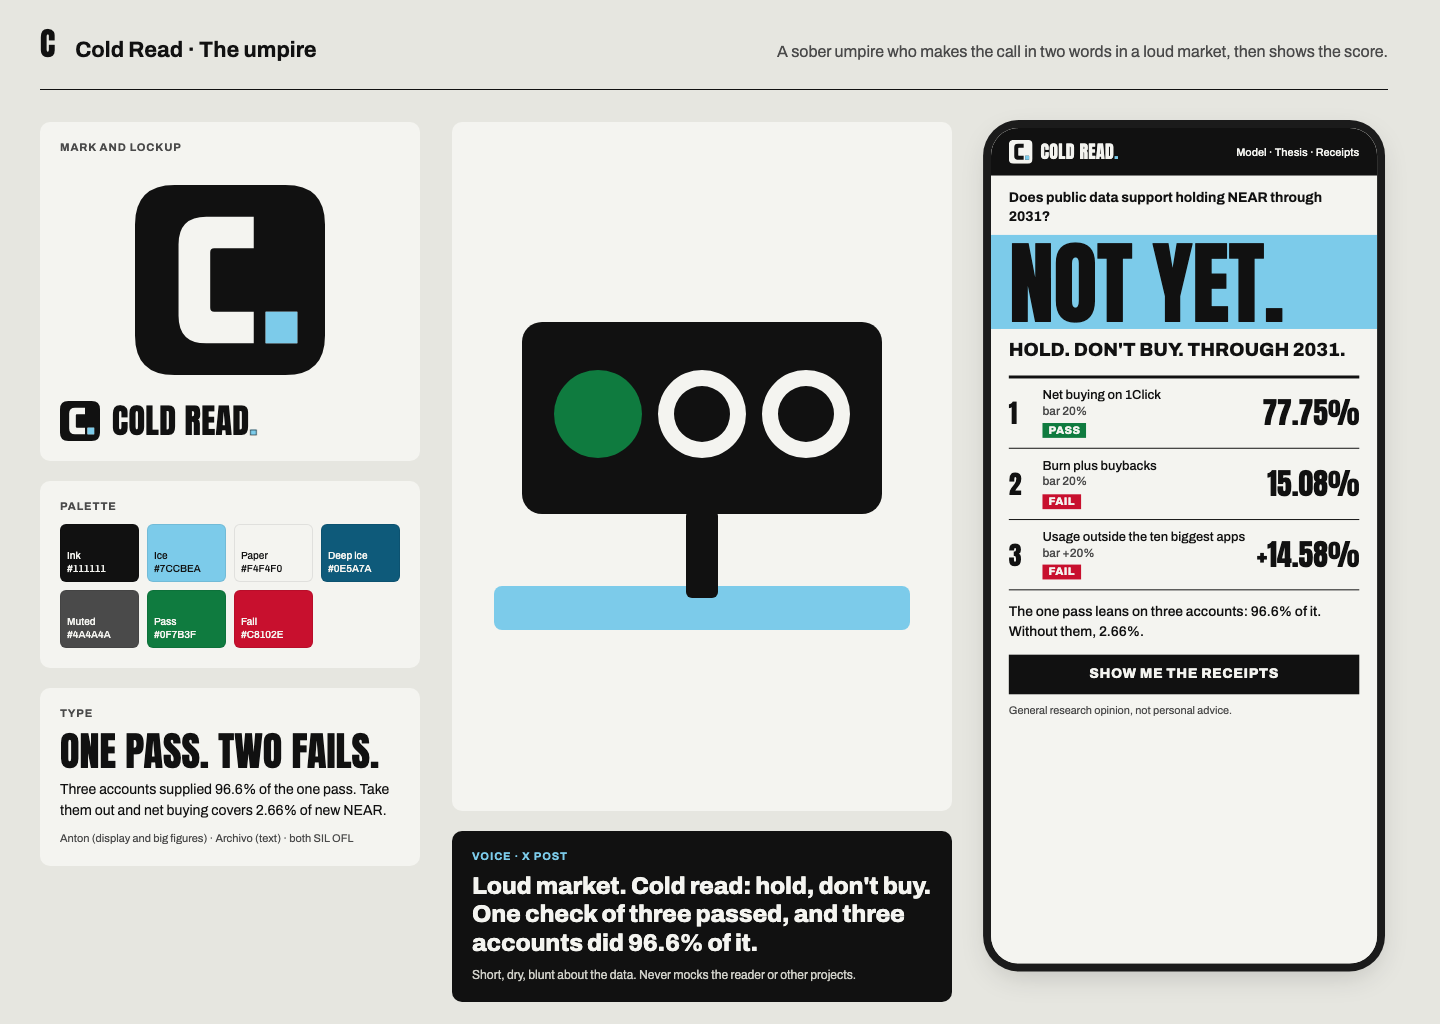 C
Cold Read · The umpire
A sober umpire who makes the call in two words in a loud market, then shows the score.
MARK AND LOCKUP
C.
C.
COLD READ.
PALETTE
Ink
#111111
Ice
#7CCBEA
Paper
#F4F4F0
Deep ice
#0E5A7A
Muted
#4A4A4A
Pass
#0F7B3F
Fail
#C8102E
TYPE
ONE PASS. TWO FAILS.
Three accounts supplied 96.6% of the one pass. Take
them out and net buying covers 2.66% of new NEAR.
Anton (display and big figures) · Archivo (text) · both SIL OFL
VOICE · X POST
Loud market. Cold read: hold, don't buy.
One check of three passed, and three
accounts did 96.6% of it.
Short, dry, blunt about the data. Never mocks the reader or other projects.
C.
COLD READ.
Model · Thesis · Receipts
Does public data support holding NEAR through
2031?
NOT YET.
HOLD. DON'T BUY. THROUGH 2031.
1
Net buying on 1Click
bar 20%
PASS
77.75%
2
Burn plus buybacks
bar 20%
FAIL
15.08%
3
Usage outside the ten biggest apps
bar +20%
FAIL
+14.58%
The one pass leans on three accounts: 96.6% of it.
Without them, 2.66%.
SHOW ME THE RECEIPTS
General research opinion, not personal advice.